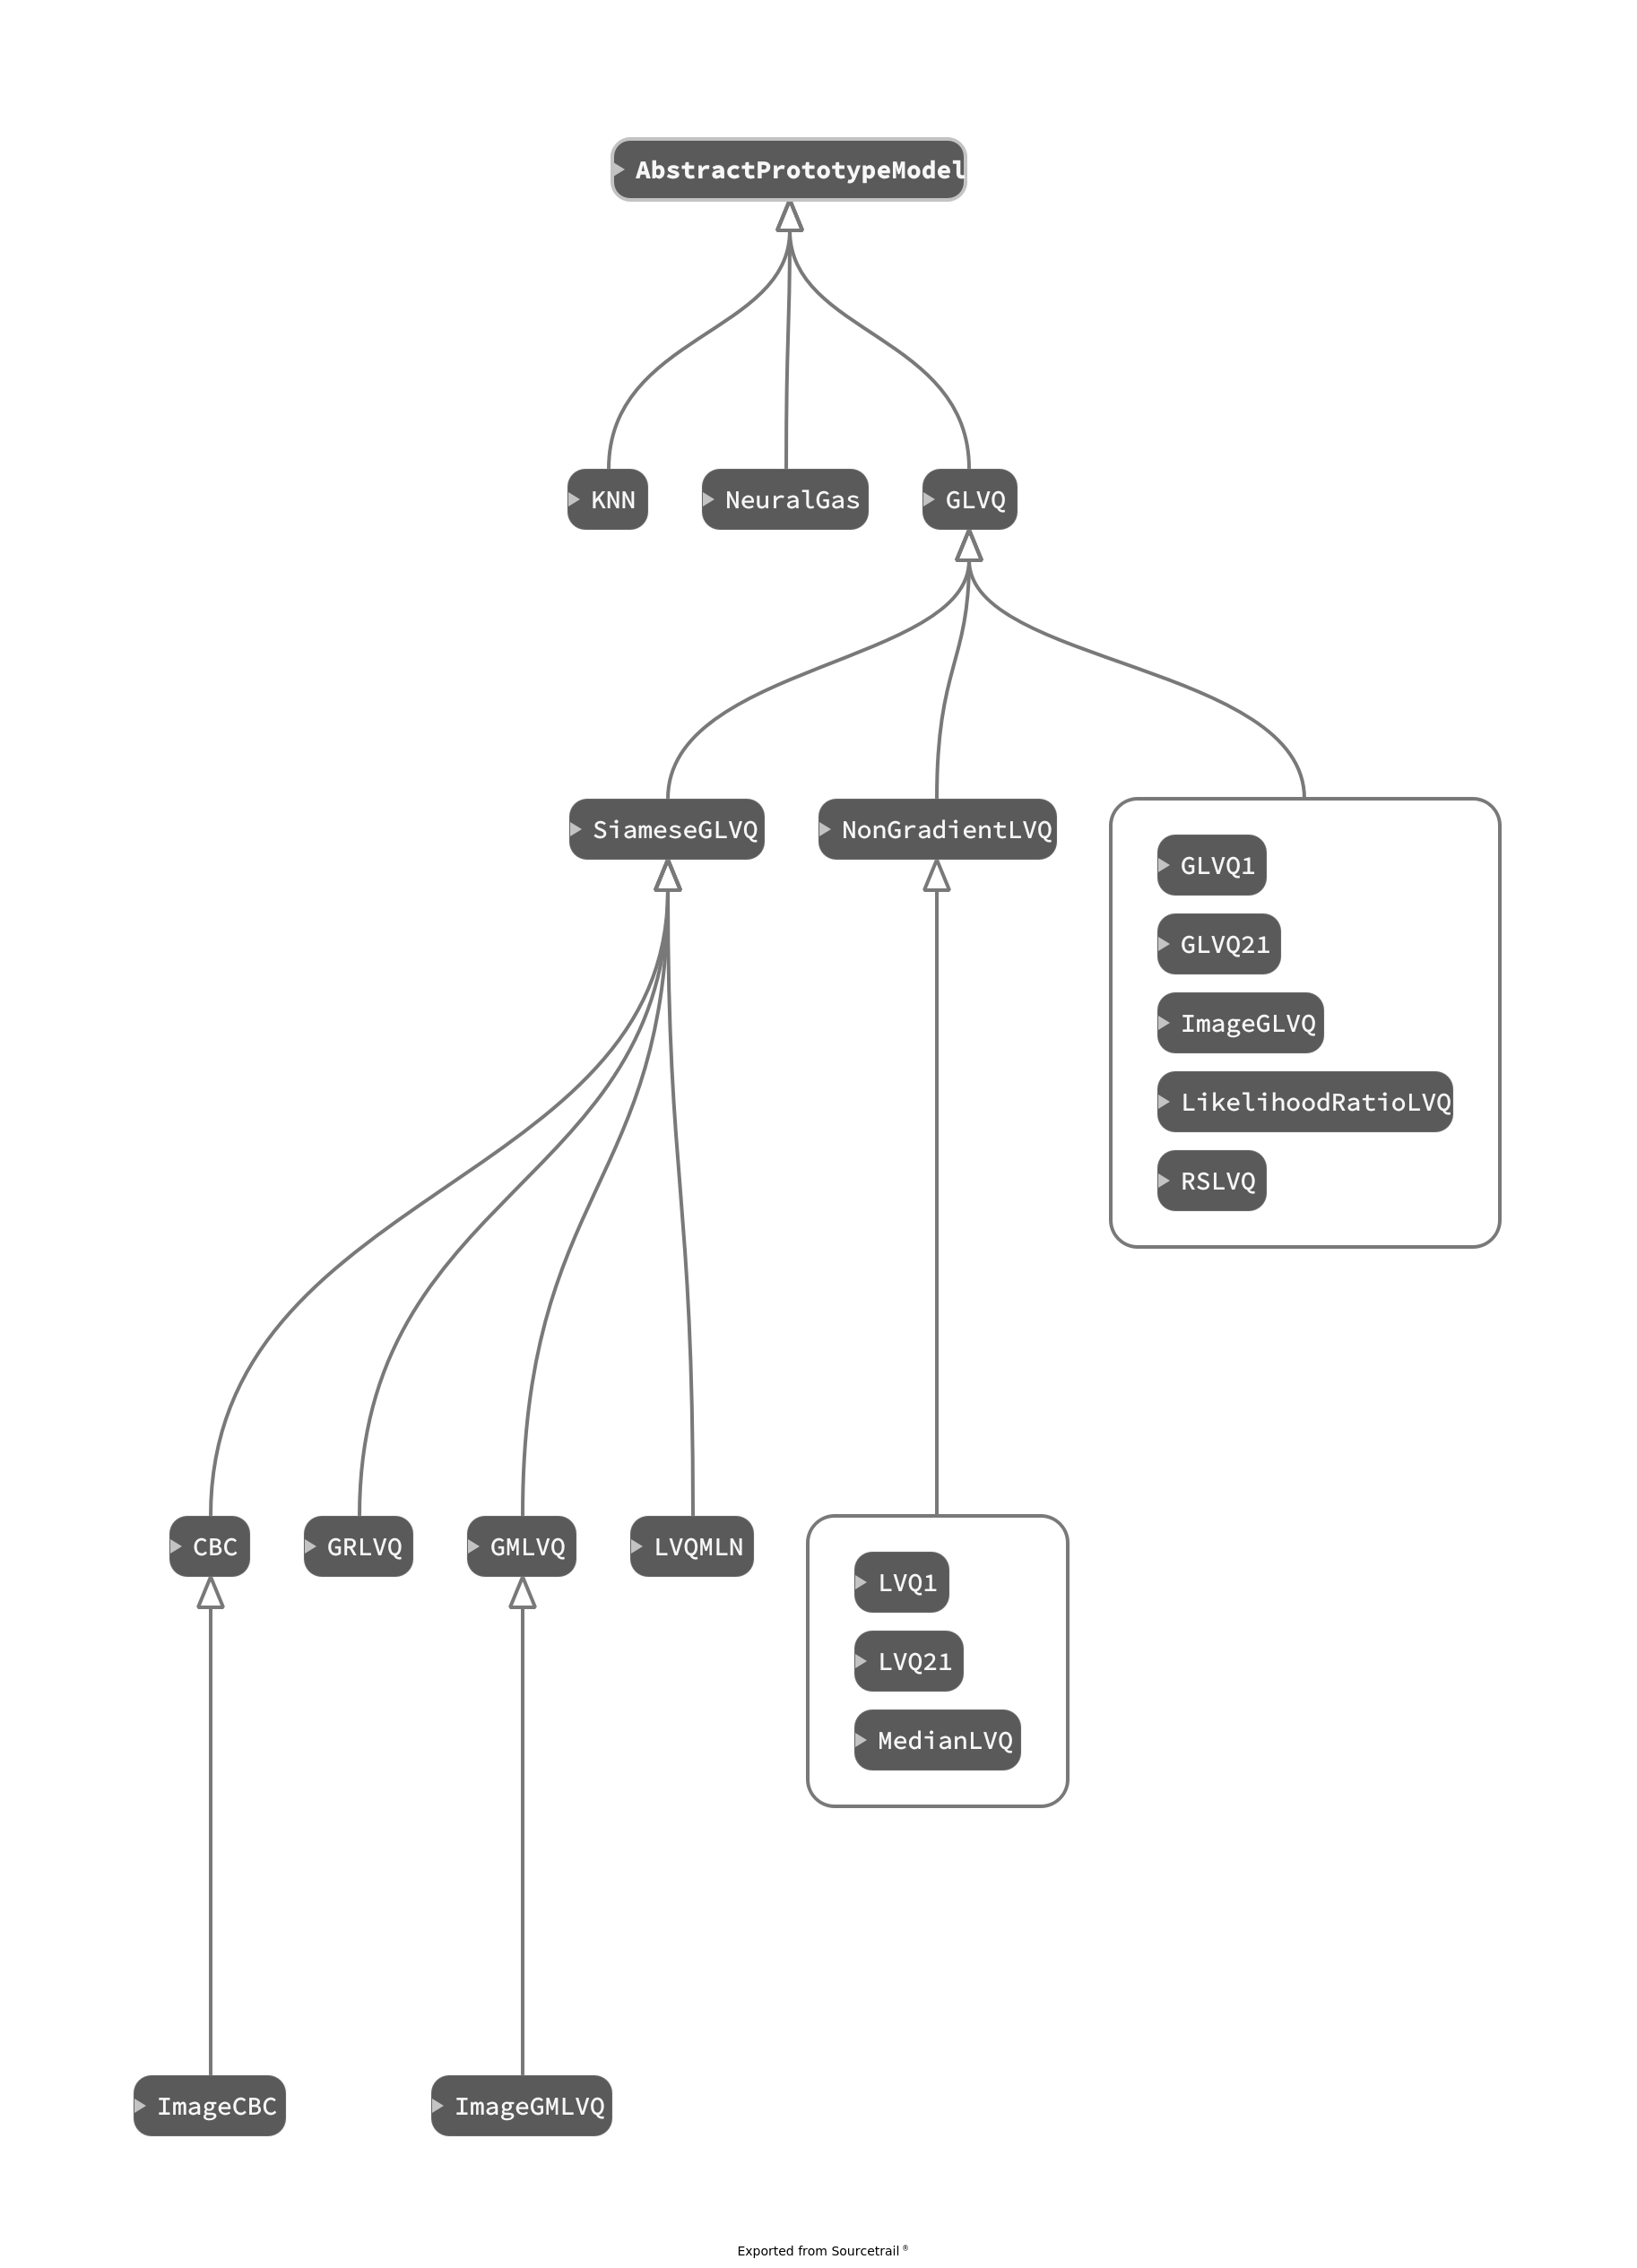 AbstractPrototypeModel
KNN
NeuralGas
GLVQ
SiameseGLVQ
NonGradientLVQ
GLVQ1
GLVQ21
ImageGLVQ
LikelihoodRatioLVQ
RSLVQ
CBC
GRLVQ
GMLVQ
LVQMLN
LVQ1
LVQ21
MedianLVQ
ImageCBC
ImageGMLVQ
Exported from Sourcetrail ®